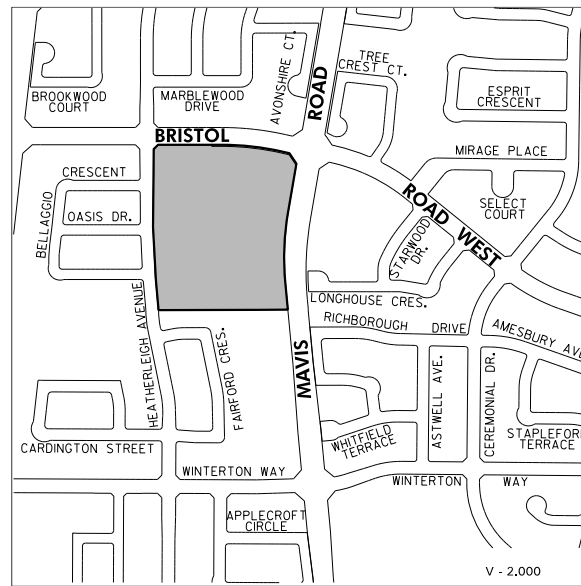 AVONSHIRE CT.
ROAD
TREE
CREST CT.
BROOKWOOD
COURT
MARBLEWOOD
DRIVE
ESPRIT
CRESCENT
BRISTOL
MIRAGE PLACE
CRESCENT
BELLAGGIO
OASIS DR.
ROAD WEST
SELECT
COURT
STARWOOD
DR.
LONGHOUSE CRES.
HEATHERLEIGH AVENUE
RICHBOROUGH DRIVE
AMESBURY AV
FAIRFORD CRES.
MAVIS
ASTWELL AVE.
CEREMONIAL DR.
CARDINGTON STREET
WHITFIELD
TERRACE
STAPLEFOR
TERRACE
WINTERTON WAY
WINTERTON WAY
APPLECROFT
CIRCLE
V - 2.000